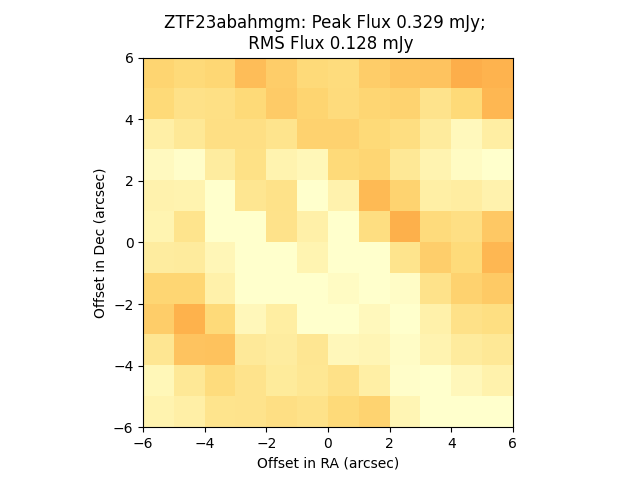 ZTF23abahmgm: Peak Flux 0.329 mJy;
RMS Flux 0.128 mJy
6
4
2
0
−2
−4
−6
Offset in Dec (arcsec)
−6 −4 −2 0 2 4 6
Offset in RA (arcsec)